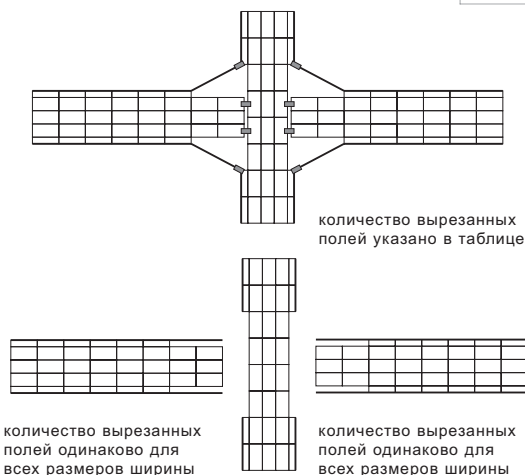 количество вырезанных
полей указано в таблице
количество вырезанных
полей одинаково для
всех размеров ширины
количество вырезанных
полей одинаково для
всех размеров ширины